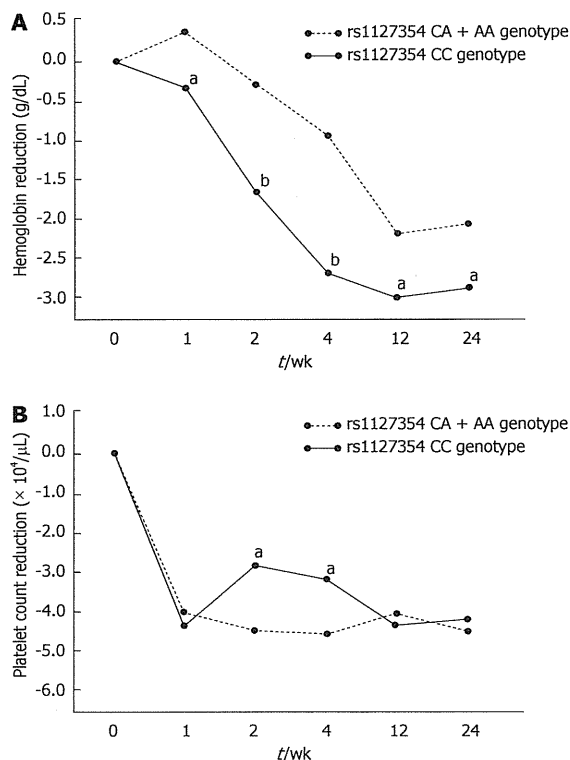 A
Hemoglobin reduction (g/dL)
0.5
0.0
-0.5
-1.0
-1.5
-2.0
-2.5
-3.0
rs1127354 CA + AA genotype
rs1127354 CC genotype
a
b
b
a
a
0 1 2 4 12 24
t/wk
B
Platelet count reduction (× 10⁴/μL)
1.0
0.0
-1.0
-2.0
-3.0
-4.0
-5.0
-6.0
rs1127354 CA + AA genotype
rs1127354 CC genotype
a
a
0 1 2 4 12 24
t/wk